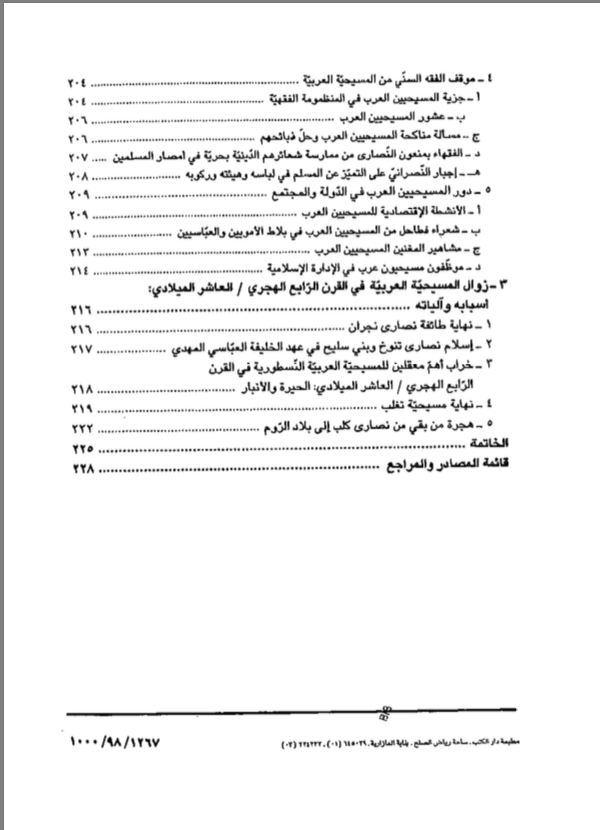 ٤ ـ موقف الفقه السنّي من المسيحيّة العربيّة ........ ٢٠٤
أ ـ جزية المسيحيين العرب في المنظمومة الفقهيّة ........ ٢٠٤
ب ـ عشور المسيحيين العرب ........ ٢٠٦
ج ـ مسألة مناكحة المسيحيين العرب وحلّ ذبائحهم ........ ٢٠٦
د ـ الفقهاء يمنعون النّصارى من ممارسة شعائرهم الدّينيّة بحريّة في أمصار المسلمين ..... ٢٠٧
هـ ـ إجبار النّصرانيّ على التميّز عن المسلم في لباسه وهيئته وركوبه ........ ٢٠٨
٥ ـ دور المسيحيين العرب في الدّولة والمجتمع ........ ٢٠٩
أ ـ الأنشطة الإقتصادية للمسيحيين العرب ........ ٢٠٩
ب ـ شعراء فطاحل من المسيحيين العرب في بلاط الأمويين والعبّاسيين ........ ٢١٠
ج ـ مشاهير المغنين المسيحيين العرب ........ ٢١٣
د ـ موظّفون مسيحيون عرب في الإدارة الإسلامية ........ ٢١٤
٣ ـ زوال المسيحيّة العربيّة في القرن الرّابع الهجري / العاشر الميلادي:
أسبابه وآلياته ........ ٢١٦
١ ـ نهاية طائفة نصارى نجران ........ ٢١٦
٢ ـ إسلام نصارى تنوخ وبني سليح في عهد الخليفة العبّاسي المهدي ........ ٢١٧
٣ ـ خراب أهمّ معقلين للمسيحيّة العربيّة النّسطورية في القرن
الرّابع الهجري / العاشر الميلادي: الحيرة والأنبار ........ ٢١٨
٤ ـ نهاية مسيحيّة تغلب ........ ٢١٩
٥ ـ هجرة من بقي من نصارى كلب إلى بلاد الرّوم ........ ٢٢٢
الخاتمة ........ ٢٢٥
قائمة المصادر والمراجع ........ ٢٢٨
8/8
مطبعة دار الكتب ـ ساحة رياض الصلح ـ بناية العازارية ـ ٦٤٥٠٢٩ (٠١) ـ ٢٢٤٢٢٢ (٠٣)
١٠٠٠/٩٨/١٢٦٧